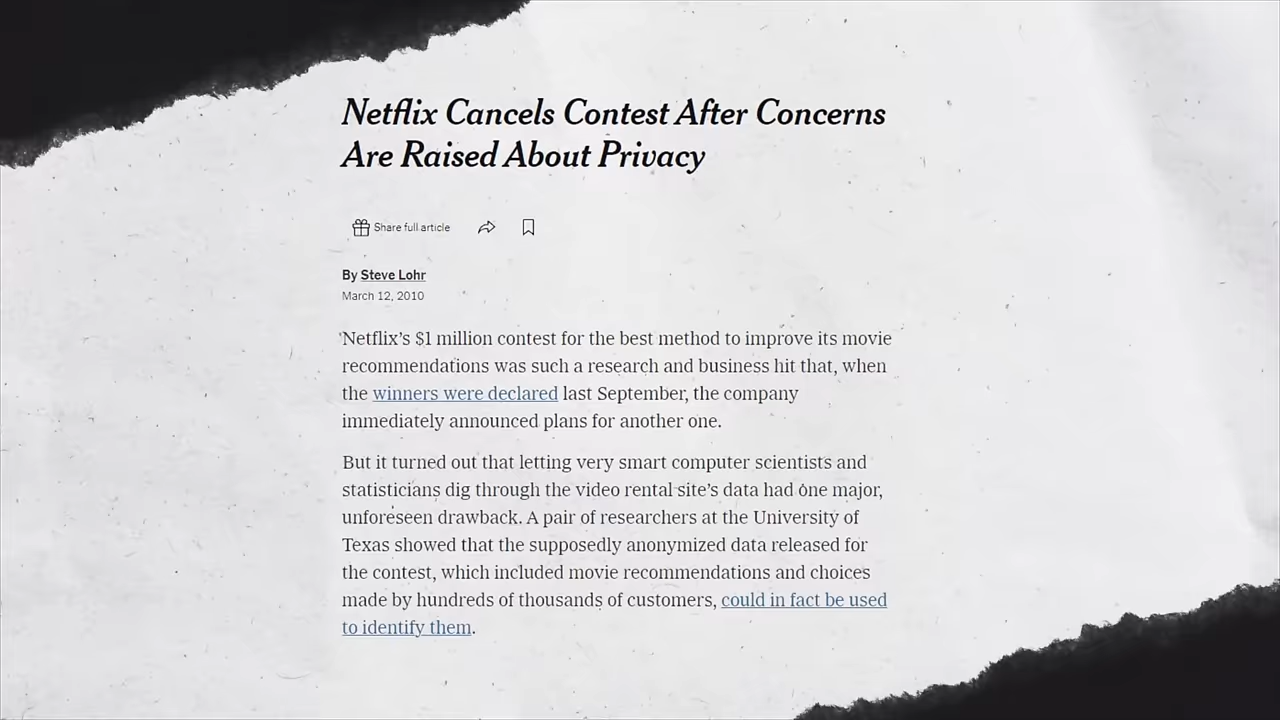 Netflix Cancels Contest After Concerns
Are Raised About Privacy
Share full article
By Steve Lohr
March 12, 2010
Netflix’s $1 million contest for the best method to improve its movie
recommendations was such a research and business hit that, when
the winners were declared last September, the company
immediately announced plans for another one.
But it turned out that letting very smart computer scientists and
statisticians dig through the video rental site’s data had one major,
unforeseen drawback. A pair of researchers at the University of
Texas showed that the supposedly anonymized data released for
the contest, which included movie recommendations and choices
made by hundreds of thousands of customers, could in fact be used
to identify them.